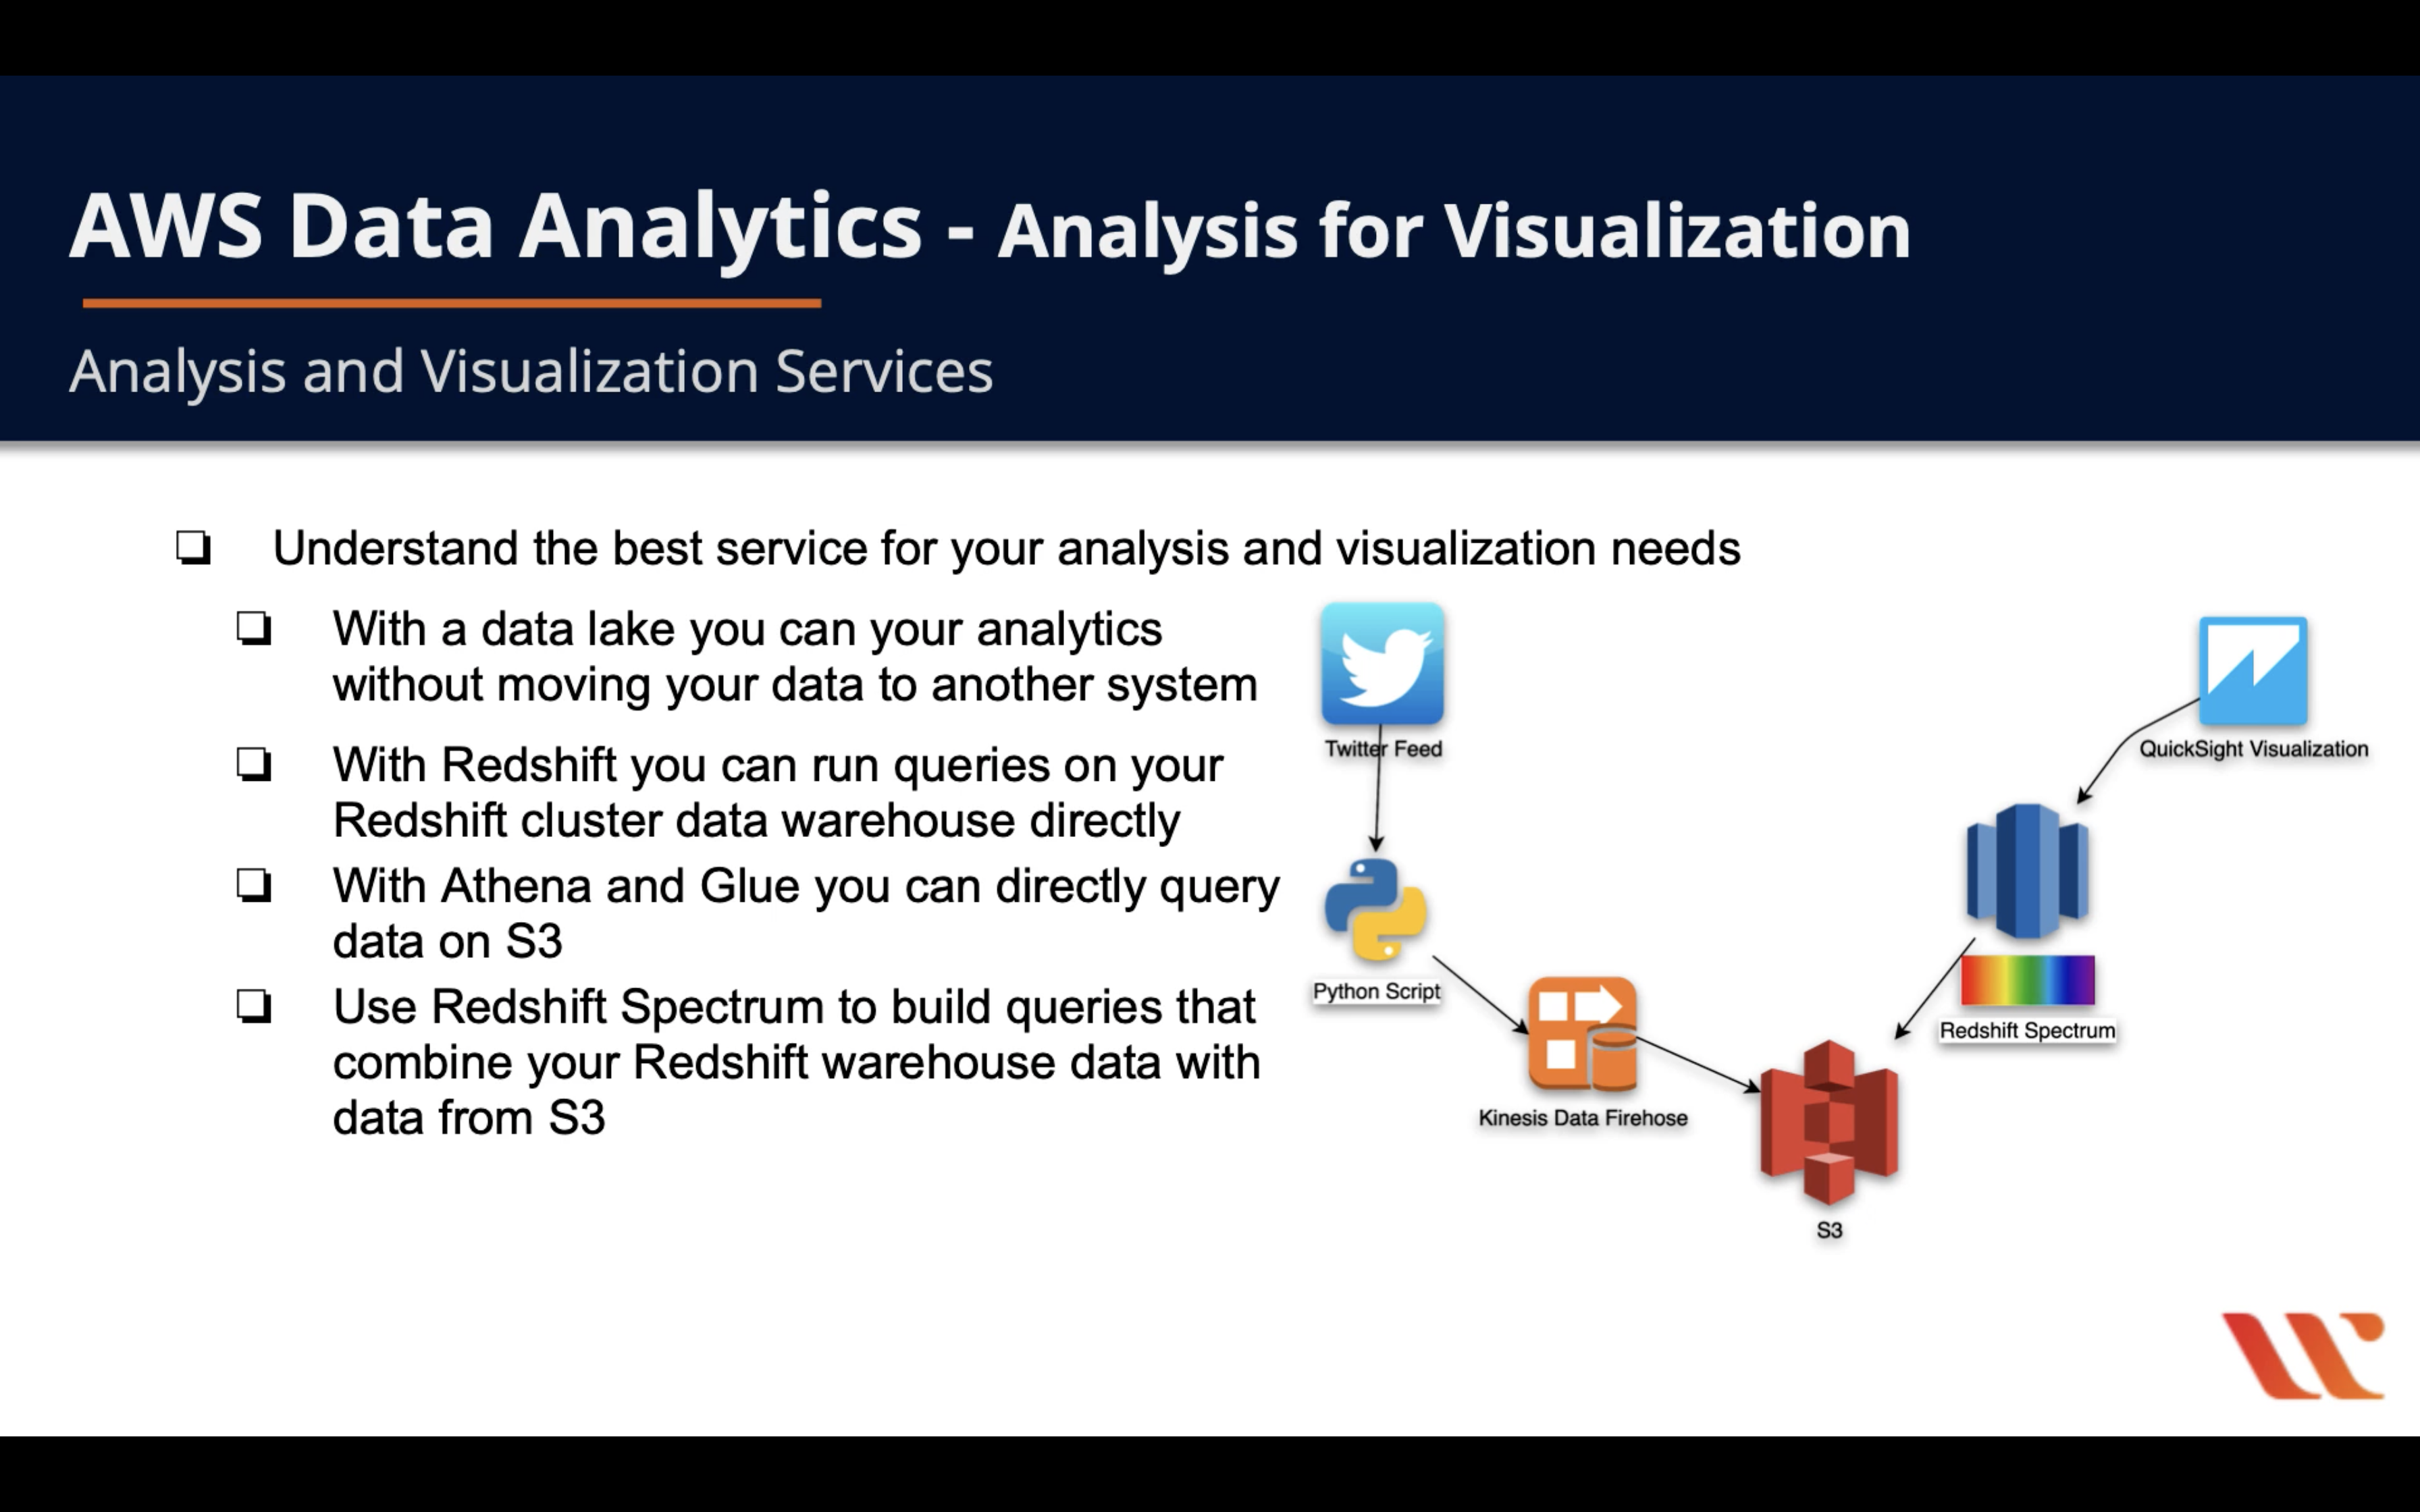 AWS Data Analytics - Analysis for Visualization
Analysis and Visualization Services
Understand the best service for your analysis and visualization needs
With a data lake you can your analytics
without moving your data to another system
With Redshift you can run queries on your
Redshift cluster data warehouse directly
With Athena and Glue you can directly query
data on S3
Use Redshift Spectrum to build queries that
combine your Redshift warehouse data with
data from S3
Twitter Feed
QuickSight Visualization
Python Script
Redshift Spectrum
Kinesis Data Firehose
S3